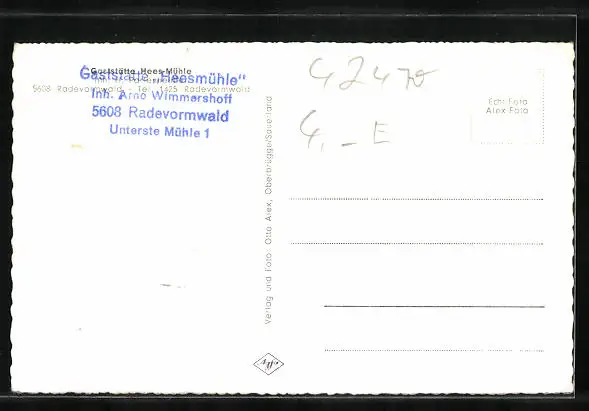 Gaststätte Hees-Mühle
Gaststätte „Heesmühle"
5608 Radevormwald - Tel. 1425 Radevormwald
Inh. Arno Wimmershoff
5608 Radevormwald
Unterste Mühle 1
42470
4,- E
Echt Foto
Alex Foto
Verlag und Foto: Otto Alex, Oberbrügge/Sauerland